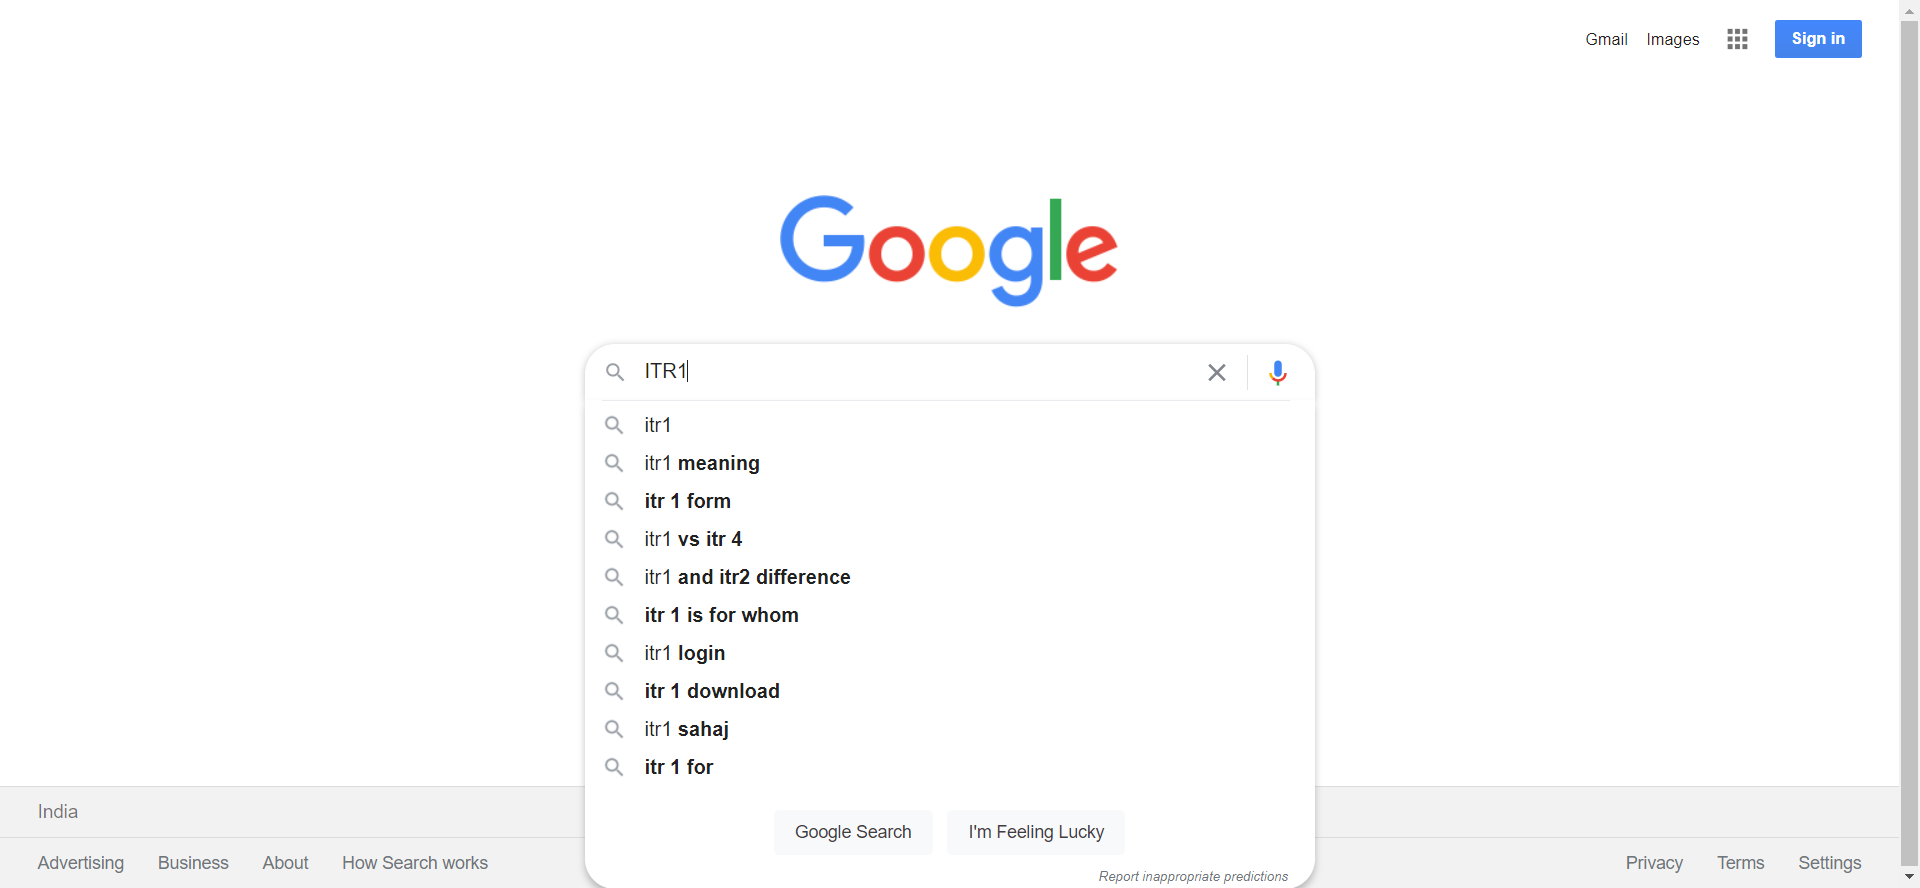 Gmail Images Sign in
Google
ITR1
itr1
itr1 meaning
itr 1 form
itr1 vs itr 4
itr1 and itr2 difference
itr 1 is for whom
itr1 login
itr 1 download
itr1 sahaj
itr 1 for
India
Google Search I'm Feeling Lucky
Advertising Business About How Search works Privacy Terms Settings
Report inappropriate predictions